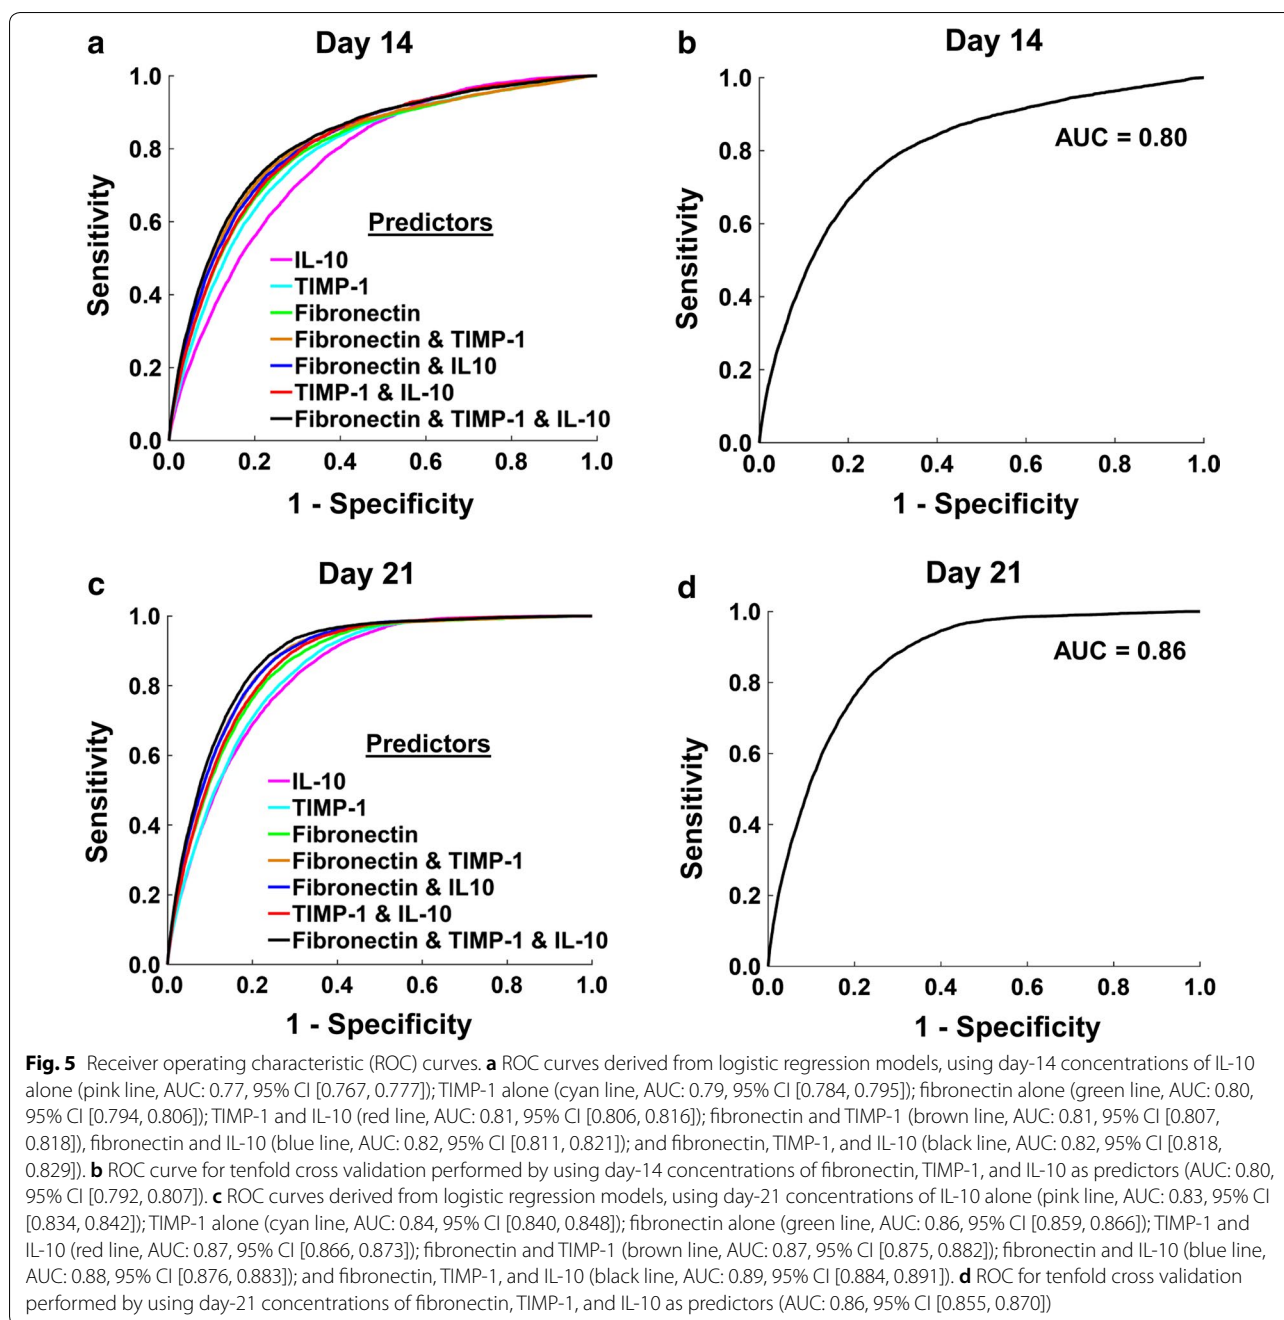 a
Day 14
1.0
0.8
0.6
0.4
0.2
0.0
Sensitivity
Predictors
IL-10
TIMP-1
Fibronectin
Fibronectin & TIMP-1
Fibronectin & IL10
TIMP-1 & IL-10
Fibronectin & TIMP-1 & IL-10
0.0 0.2 0.4 0.6 0.8 1.0
1 - Specificity
b
Day 14
1.0
0.8
0.6
0.4
0.2
0.0
Sensitivity
AUC = 0.80
0.0 0.2 0.4 0.6 0.8 1.0
1 - Specificity
c
Day 21
1.0
0.8
0.6
0.4
0.2
0.0
Sensitivity
Predictors
IL-10
TIMP-1
Fibronectin
Fibronectin & TIMP-1
Fibronectin & IL10
TIMP-1 & IL-10
Fibronectin & TIMP-1 & IL-10
0.0 0.2 0.4 0.6 0.8 1.0
1 - Specificity
d
Day 21
1.0
0.8
0.6
0.4
0.2
0.0
Sensitivity
AUC = 0.86
0.0 0.2 0.4 0.6 0.8 1.0
1 - Specificity
Fig. 5 Receiver operating characteristic (ROC) curves. a ROC curves derived from logistic regression models, using day-14 concentrations of IL-10
alone (pink line, AUC: 0.77, 95% CI [0.767, 0.777]); TIMP-1 alone (cyan line, AUC: 0.79, 95% CI [0.784, 0.795]); fibronectin alone (green line, AUC: 0.80,
95% CI [0.794, 0.806]); TIMP-1 and IL-10 (red line, AUC: 0.81, 95% CI [0.806, 0.816]); fibronectin and TIMP-1 (brown line, AUC: 0.81, 95% CI [0.807,
0.818]), fibronectin and IL-10 (blue line, AUC: 0.82, 95% CI [0.811, 0.821]); and fibronectin, TIMP-1, and IL-10 (black line, AUC: 0.82, 95% CI [0.818,
0.829]). b ROC curve for tenfold cross validation performed by using day-14 concentrations of fibronectin, TIMP-1, and IL-10 as predictors (AUC: 0.80,
95% CI [0.792, 0.807]). c ROC curves derived from logistic regression models, using day-21 concentrations of IL-10 alone (pink line, AUC: 0.83, 95% CI
[0.834, 0.842]); TIMP-1 alone (cyan line, AUC: 0.84, 95% CI [0.840, 0.848]); fibronectin alone (green line, AUC: 0.86, 95% CI [0.859, 0.866]); TIMP-1 and
IL-10 (red line, AUC: 0.87, 95% CI [0.866, 0.873]); fibronectin and TIMP-1 (brown line, AUC: 0.87, 95% CI [0.875, 0.882]); fibronectin and IL-10 (blue line,
AUC: 0.88, 95% CI [0.876, 0.883]); and fibronectin, TIMP-1, and IL-10 (black line, AUC: 0.89, 95% CI [0.884, 0.891]). d ROC for tenfold cross validation
performed by using day-21 concentrations of fibronectin, TIMP-1, and IL-10 as predictors (AUC: 0.86, 95% CI [0.855, 0.870])